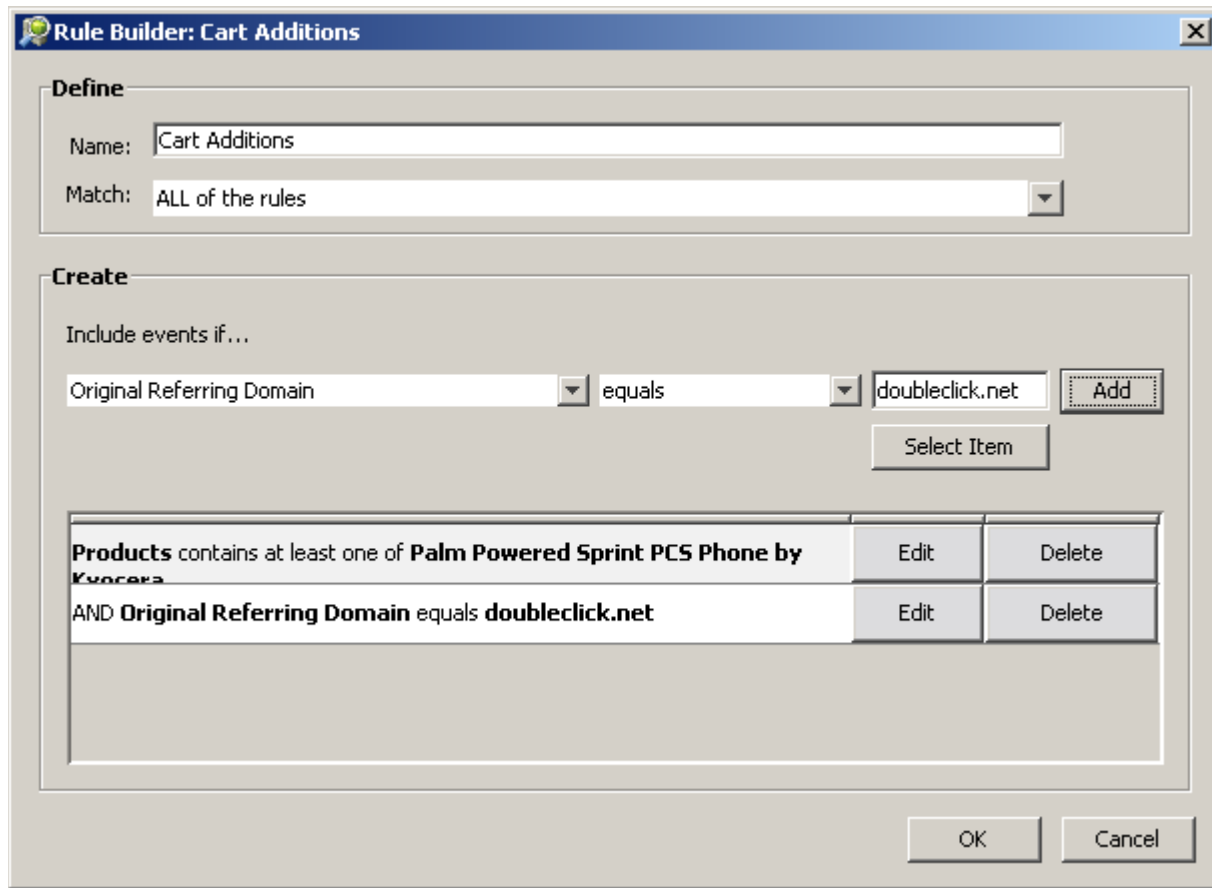 Rule Builder: Cart Additions
Define
Name: Cart Additions
Match: ALL of the rules
Create
Include events if...
Original Referring Domain equals doubleclick.net Add
Select Item
Products contains at least one of Palm Powered Sprint PCS Phone by Edit Delete
Kyocera
AND Original Referring Domain equals doubleclick.net Edit Delete
OK Cancel